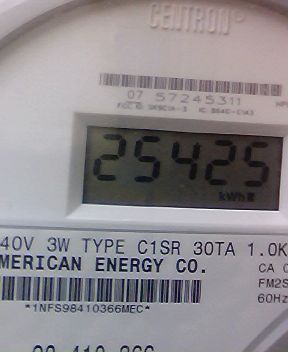 CENTRON®
07 57245311
25425
kWh
40V 3W TYPE C1SR 30TA 1.0K
MERICAN ENERGY CO.
CA 0
FM2S
60Hz
*1NFS98410366MEC*